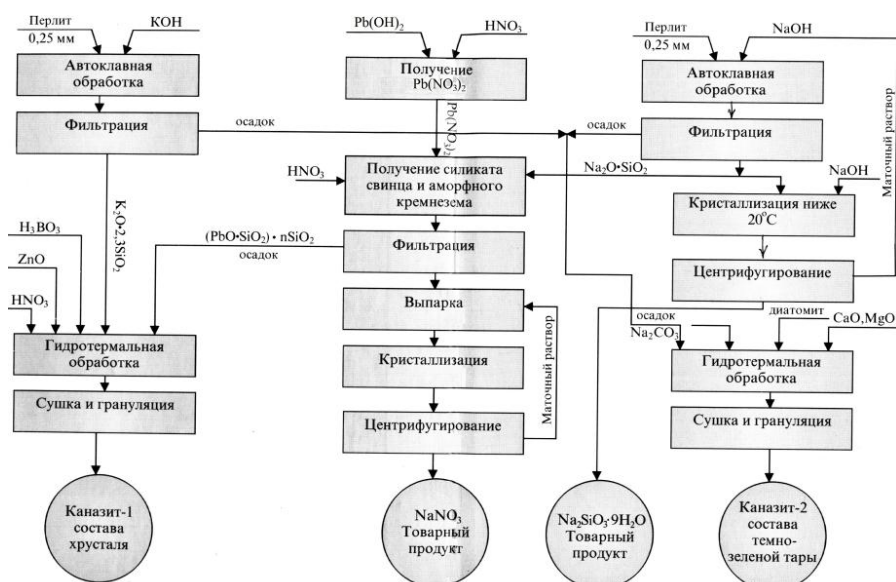 Перлит
0,25 мм
KOH
Автоклавная
обработка
Фильтрация
осадок
K₂O•2,3SiO₂
H₃BO₃
ZnO
HNO₃
Гидротермальная
обработка
Сушка и грануляция
Каназит-1
состава
хрусталя
Pb(OH)₂
HNO₃
Получение
Pb(NO₃)₂
Pb(NO₃)₂
HNO₃
Получение силиката
свинца и аморфного
кремнезема
Фильтрация
(PbO•SiO₂) • nSiO₂
осадок
Выпарка
Кристаллизация
Центрифугирование
Маточный раствор
NaNO₃
Товарный
продукт
Перлит
0,25 мм
NaOH
Автоклавная
обработка
осадок
Фильтрация
Na₂O•SiO₂
NaOH
Маточный раствор
Кристаллизация ниже
20°C
Центрифугирование
осадок
Na₂CO₃
диатомит
CaO,MgO
Гидротермальная
обработка
Сушка и грануляция
Na₂SiO₃·9H₂O
Товарный
продукт
Каназит-2
состава
темно-
зеленой тары